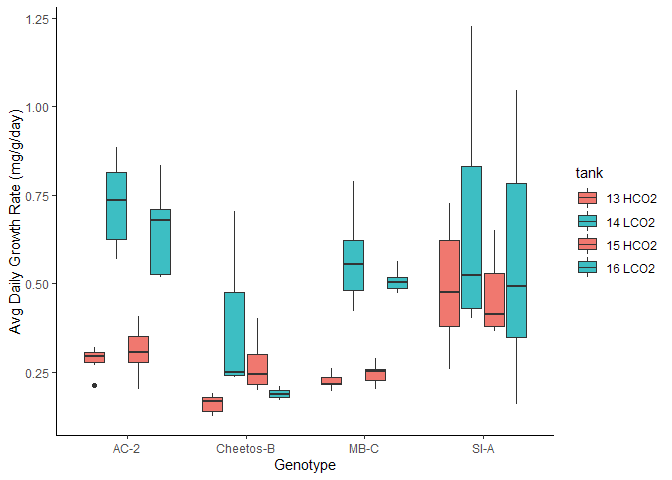 Avg Daily Growth Rate (mg/g/day)
1.25
1.00
0.75
0.50
0.25
AC-2
Cheetos-B
MB-C
SI-A
Genotype
tank
13 HCO2
14 LCO2
15 HCO2
16 LCO2